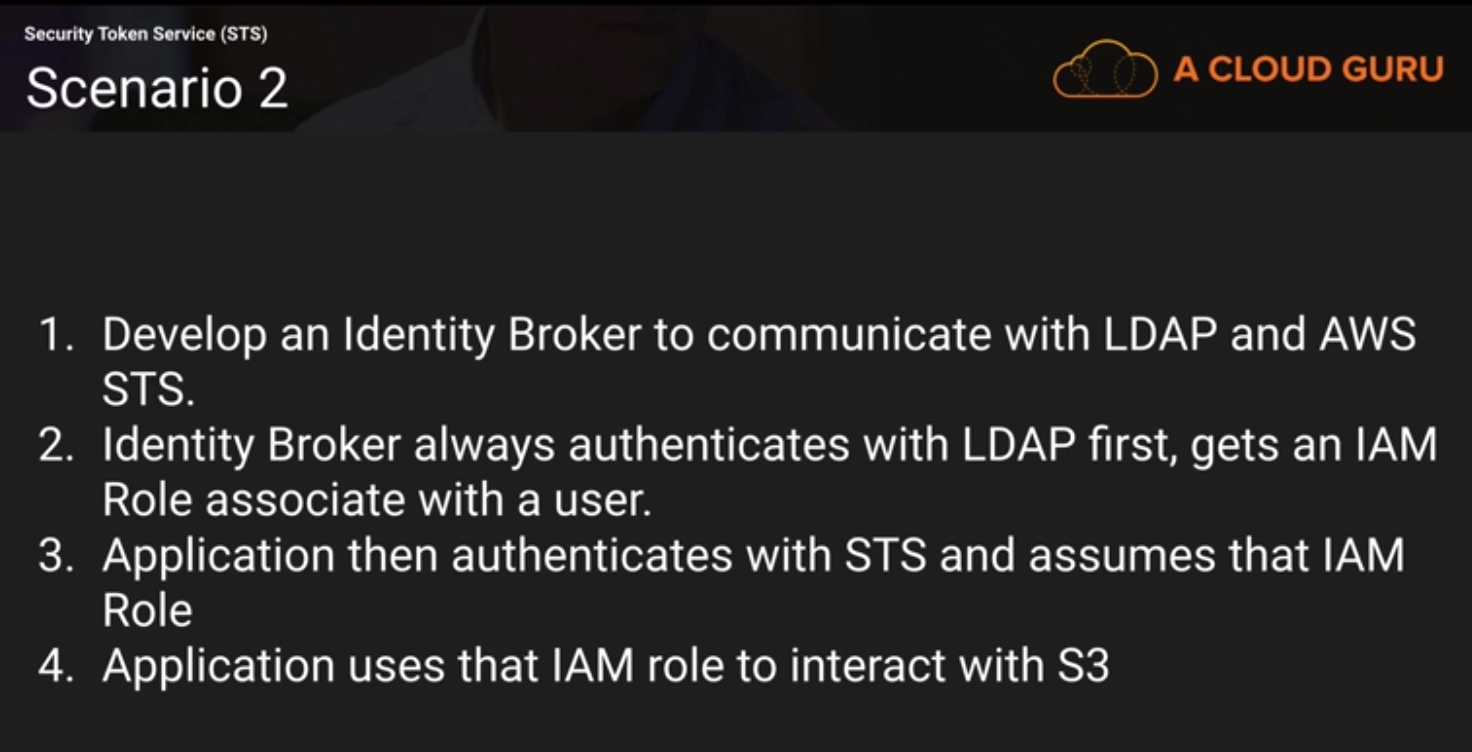 Security Token Service (STS)
Scenario 2
A CLOUD GURU
1. Develop an Identity Broker to communicate with LDAP and AWS
STS.
2. Identity Broker always authenticates with LDAP first, gets an IAM
Role associate with a user.
3. Application then authenticates with STS and assumes that IAM
Role
4. Application uses that IAM role to interact with S3